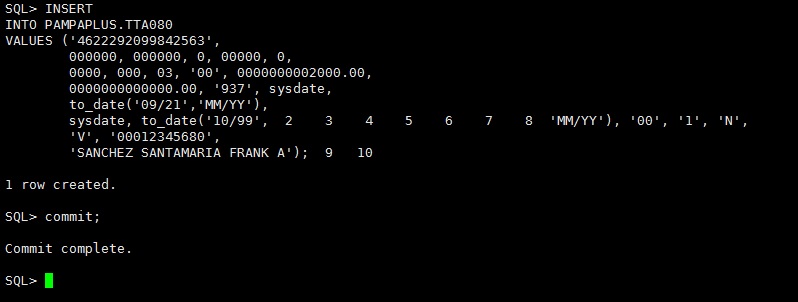 SQL> INSERT
INTO PAMPAPLUS.TTA080
VALUES ('4622292099842563',
000000, 000000, 0, 00000, 0,
0000, 000, 03, '00', 0000000002000.00,
0000000000000.00, '937', sysdate,
to_date('09/21','MM/YY'),
sysdate, to_date('10/99', 2 3 4 5 6 7 8 'MM/YY'), '00', '1', 'N',
'V', '00012345680',
'SANCHEZ SANTAMARIA FRANK A'); 9 10
1 row created.
SQL> commit;
Commit complete.
SQL>